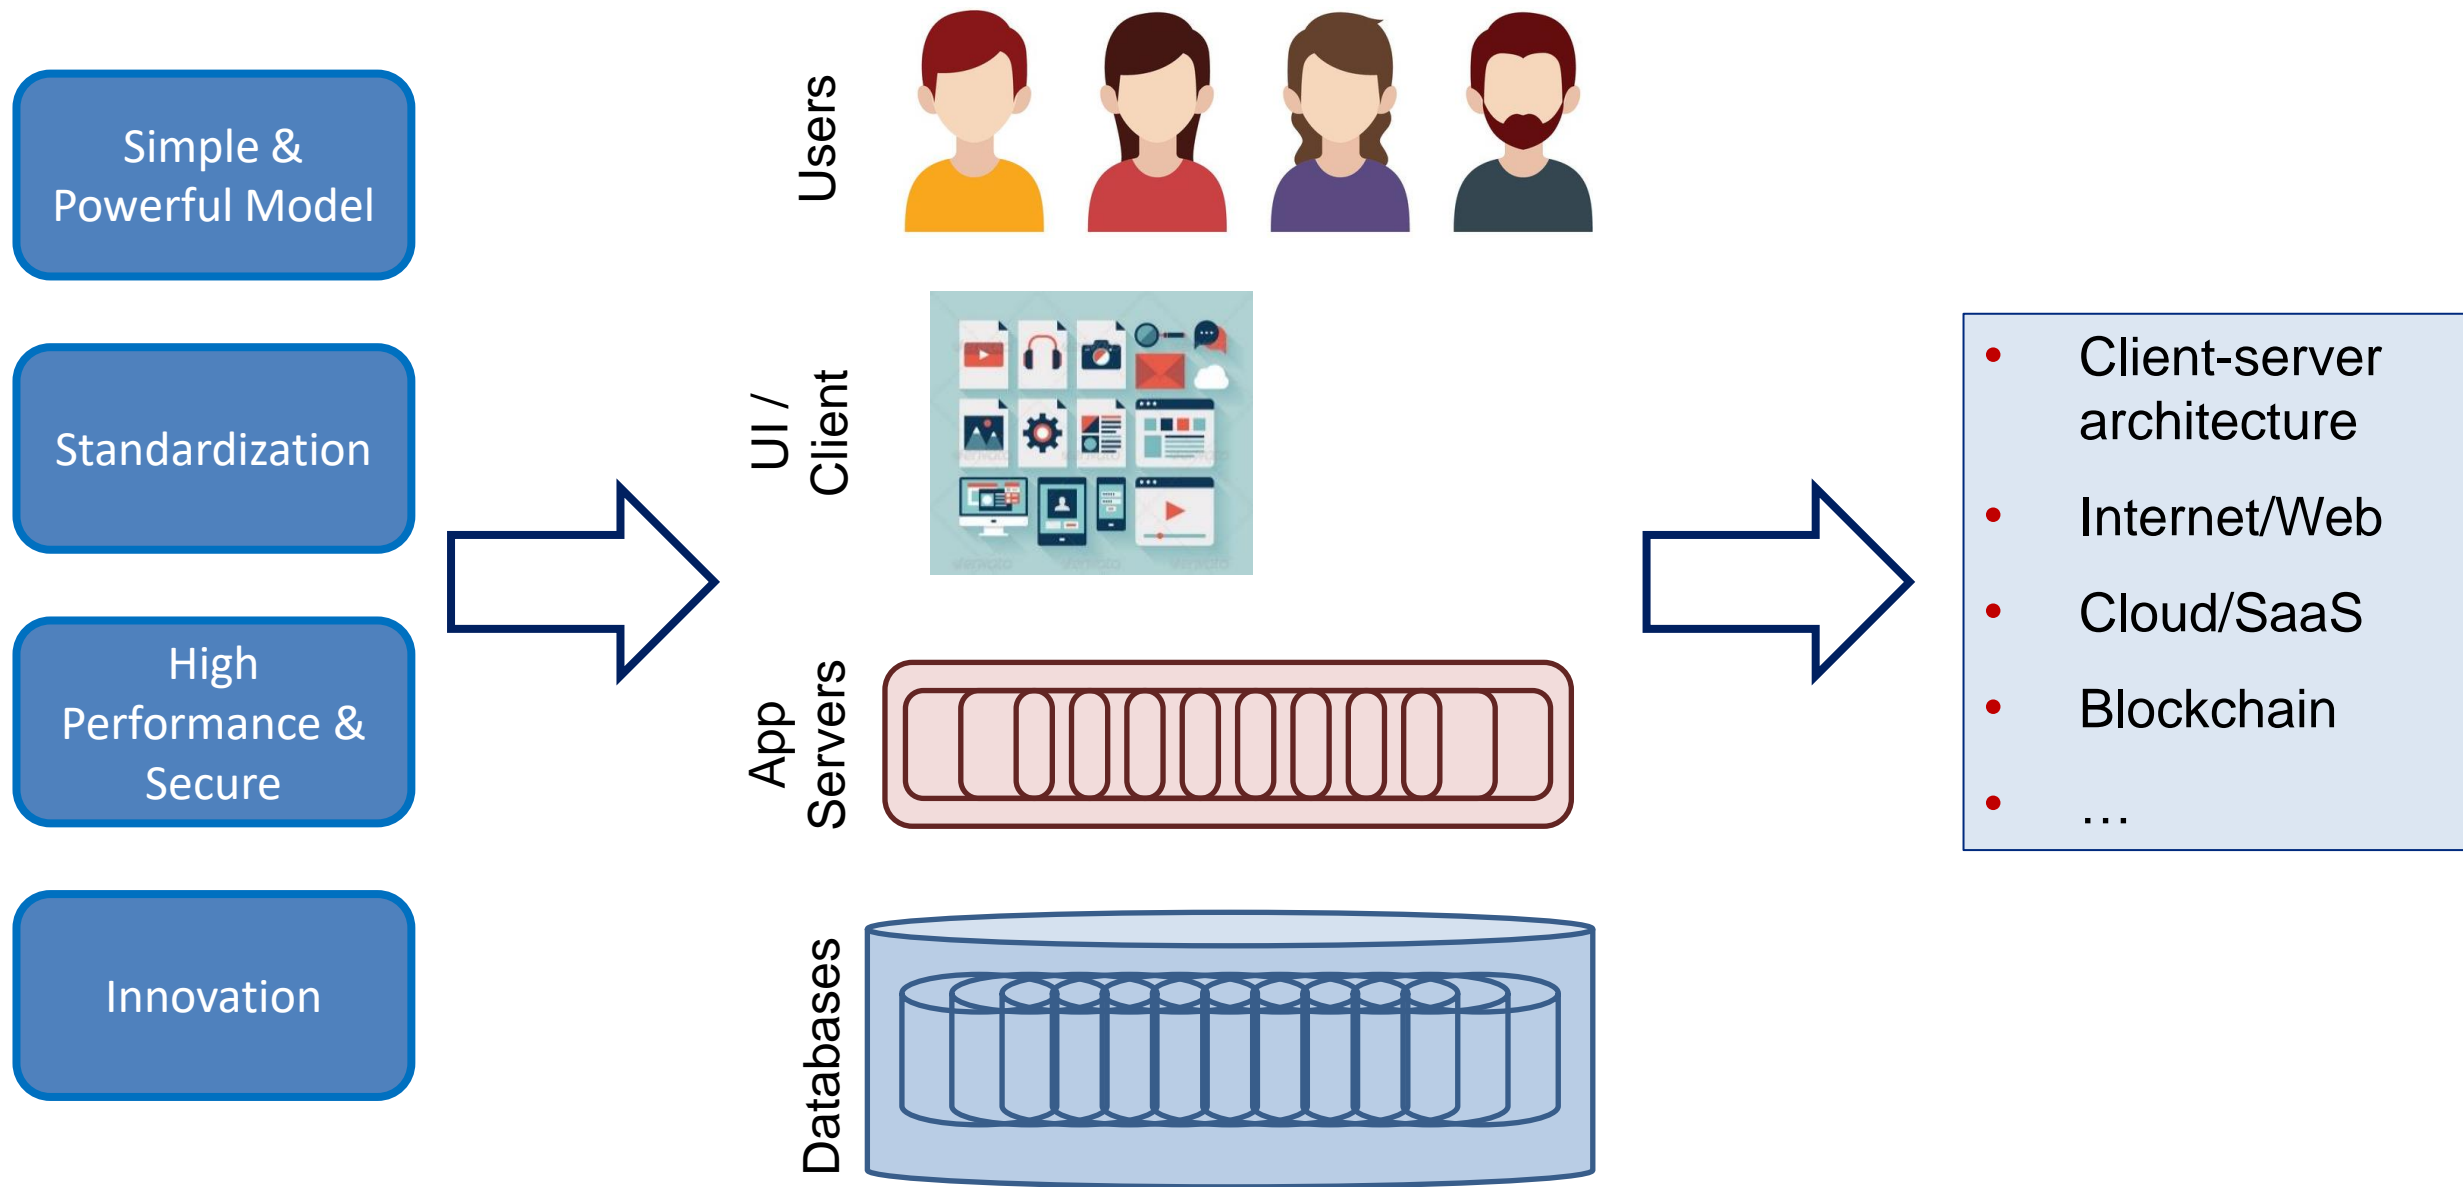 Simple &
Powerful Model
Standardization
High
Performance &
Secure
Innovation
Users
UI /
Client
App
Servers
Databases
• Client-server
architecture
• Internet/Web
• Cloud/SaaS
• Blockchain
• …